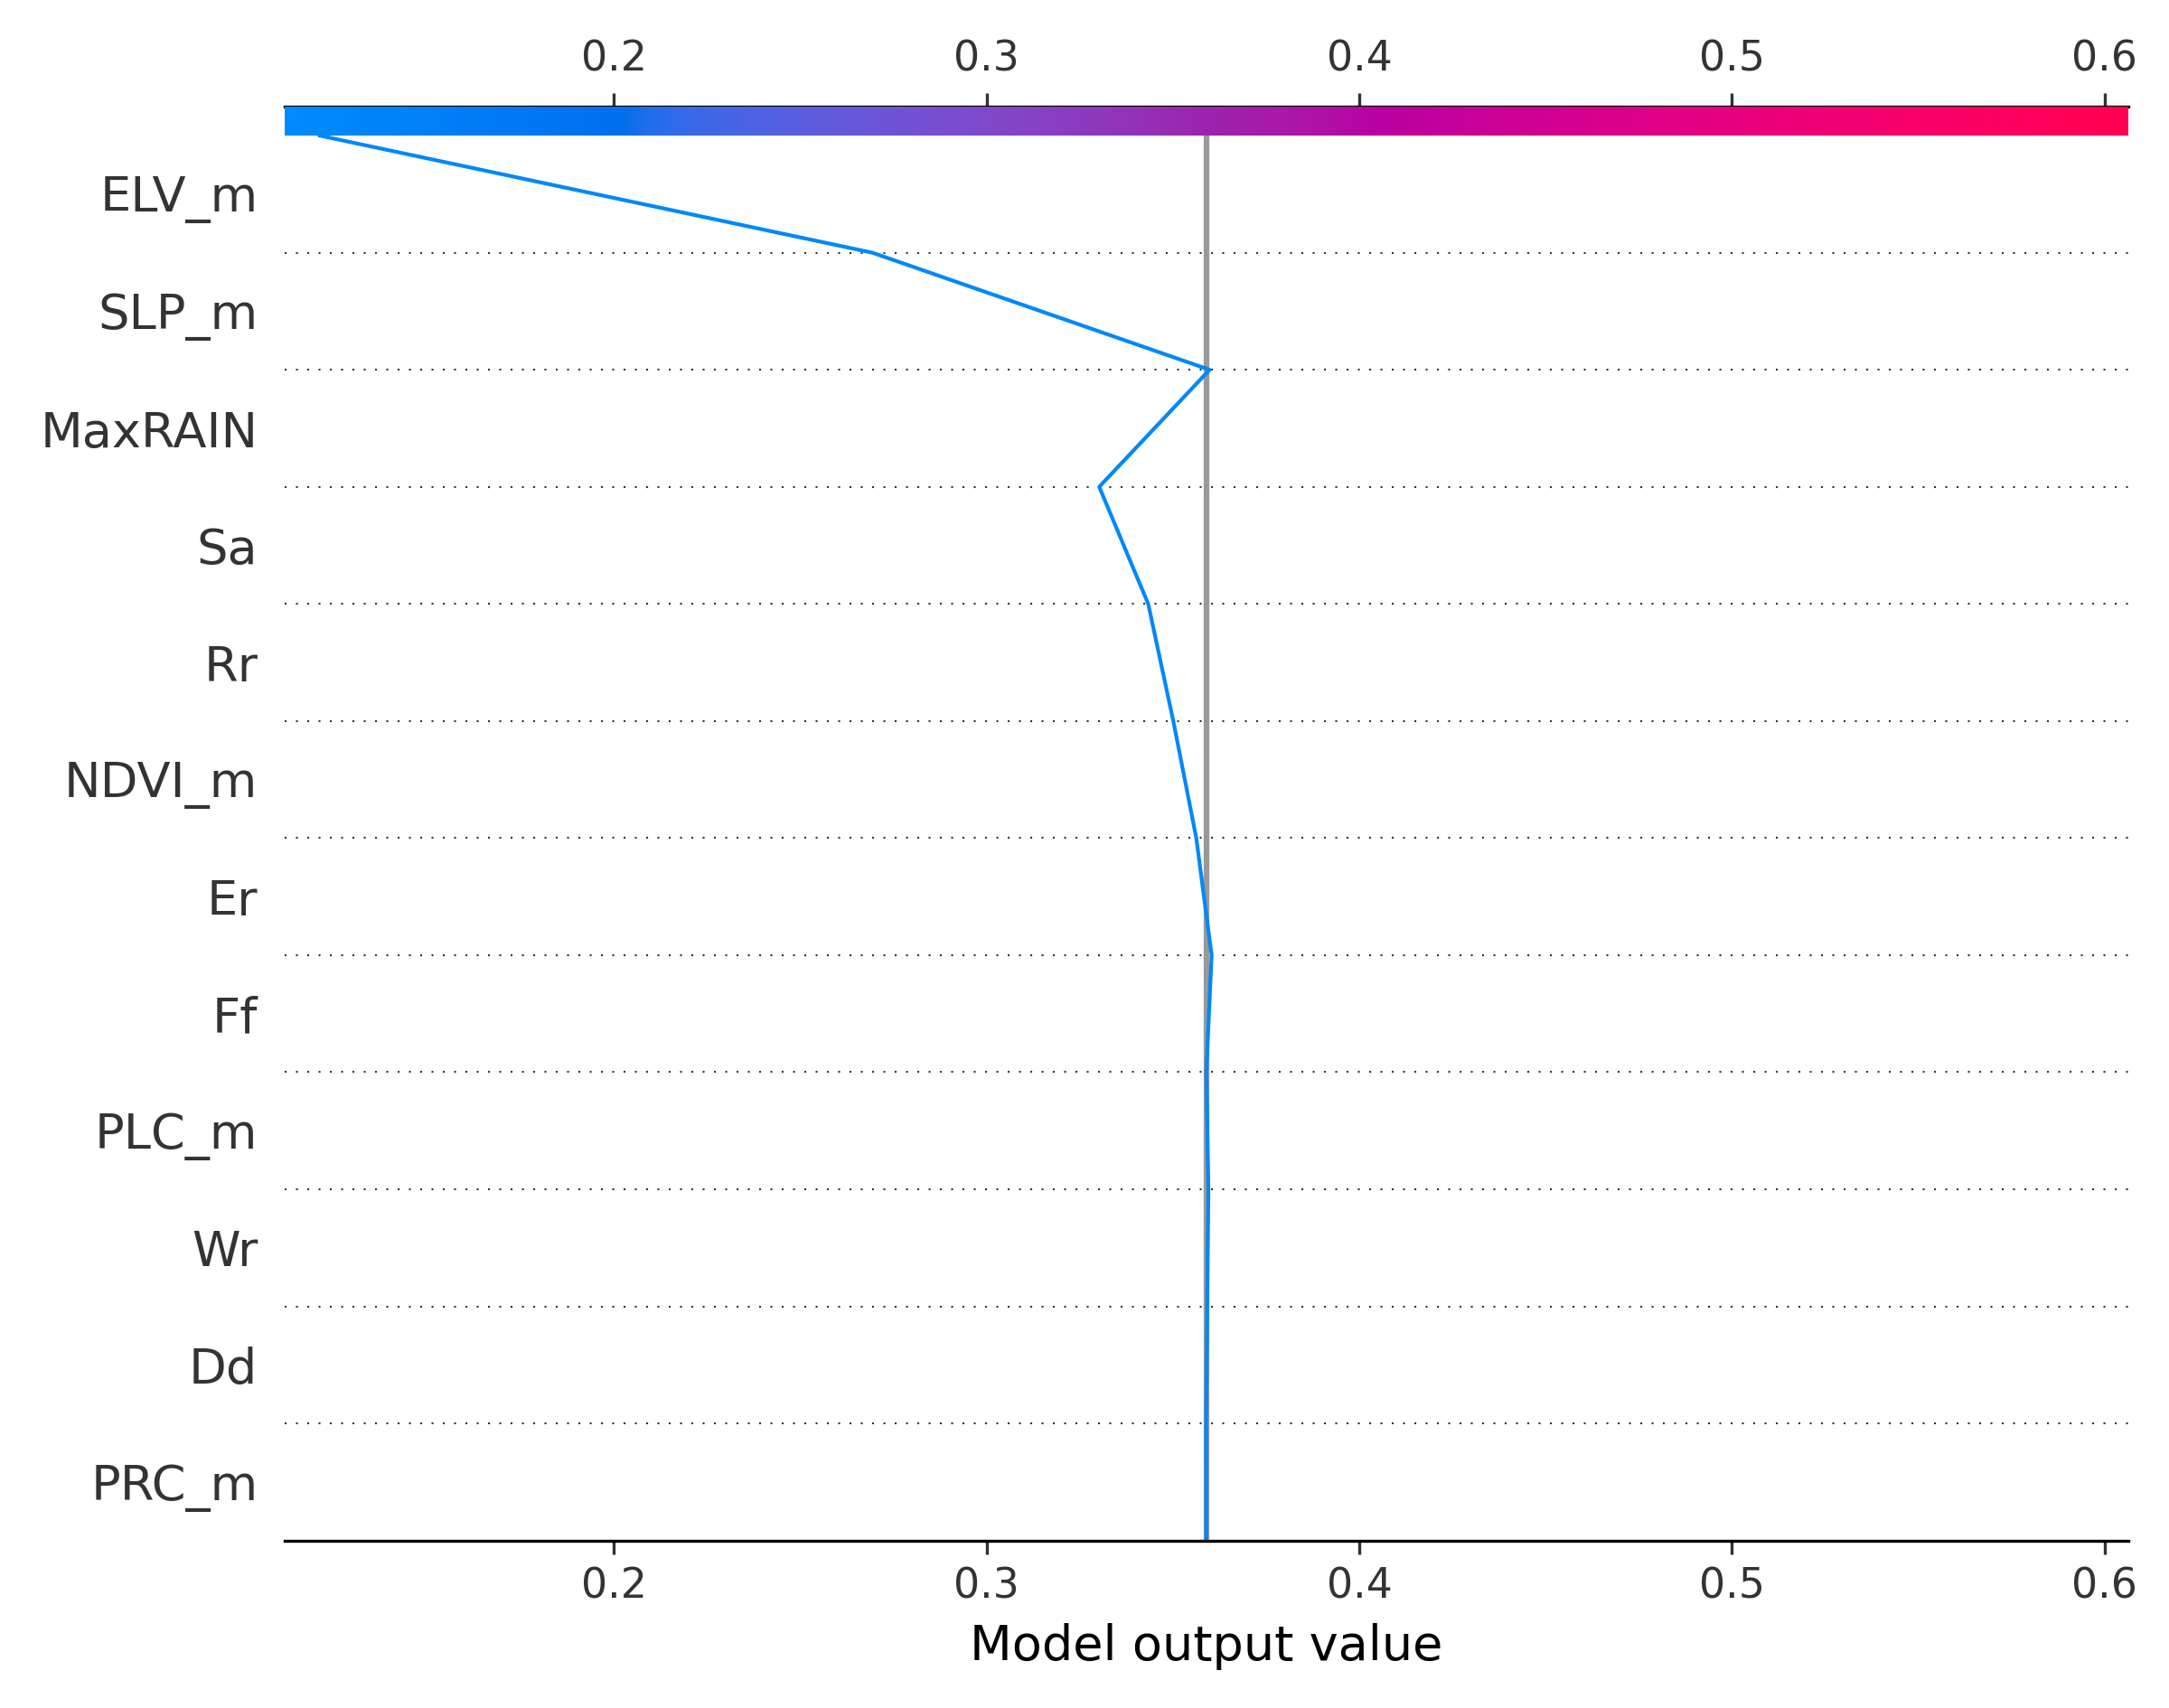 0.2 0.3 0.4 0.5 0.6
ELV_m
SLP_m
MaxRAIN
Sa
Rr
NDVI_m
Er
Ff
PLC_m
Wr
Dd
PRC_m
0.2 0.3 0.4 0.5 0.6
Model output value